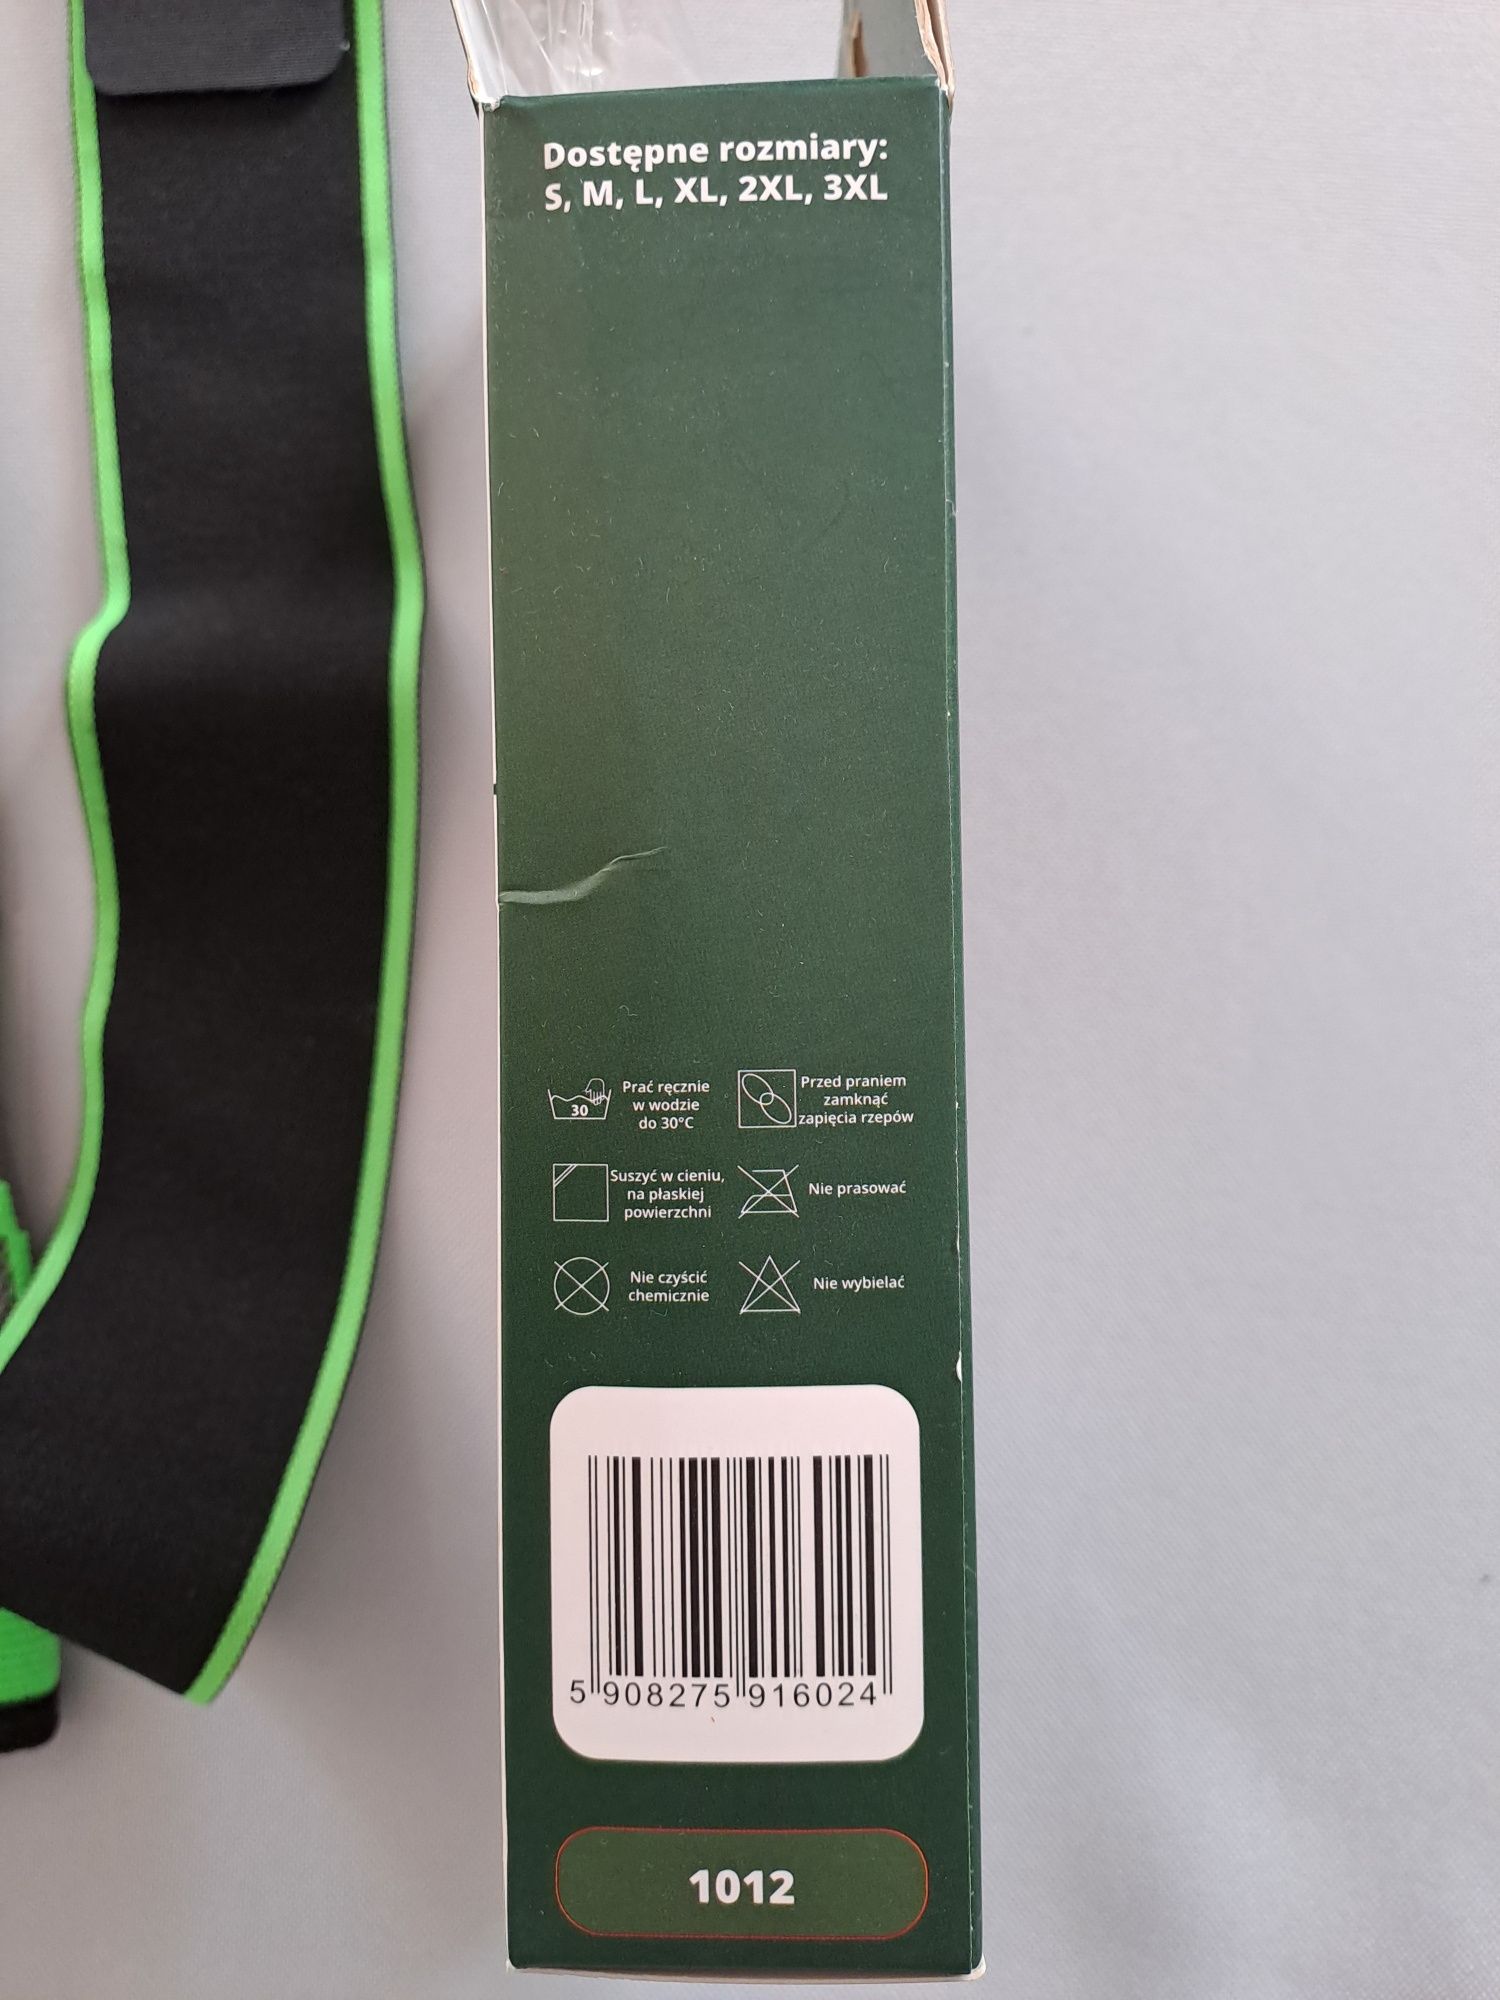 Dostępne rozmiary:
S, M, L, XL, 2XL, 3XL
30
Prać ręcznie
w wodzie
do 30°C
Przed praniem
zamknąć
zapięcia rzepów
Suszyć w cieniu,
na płaskiej
powierzchni
Nie prasować
Nie czyścić
chemicznie
Nie wybielać
5 908275 916024
1012